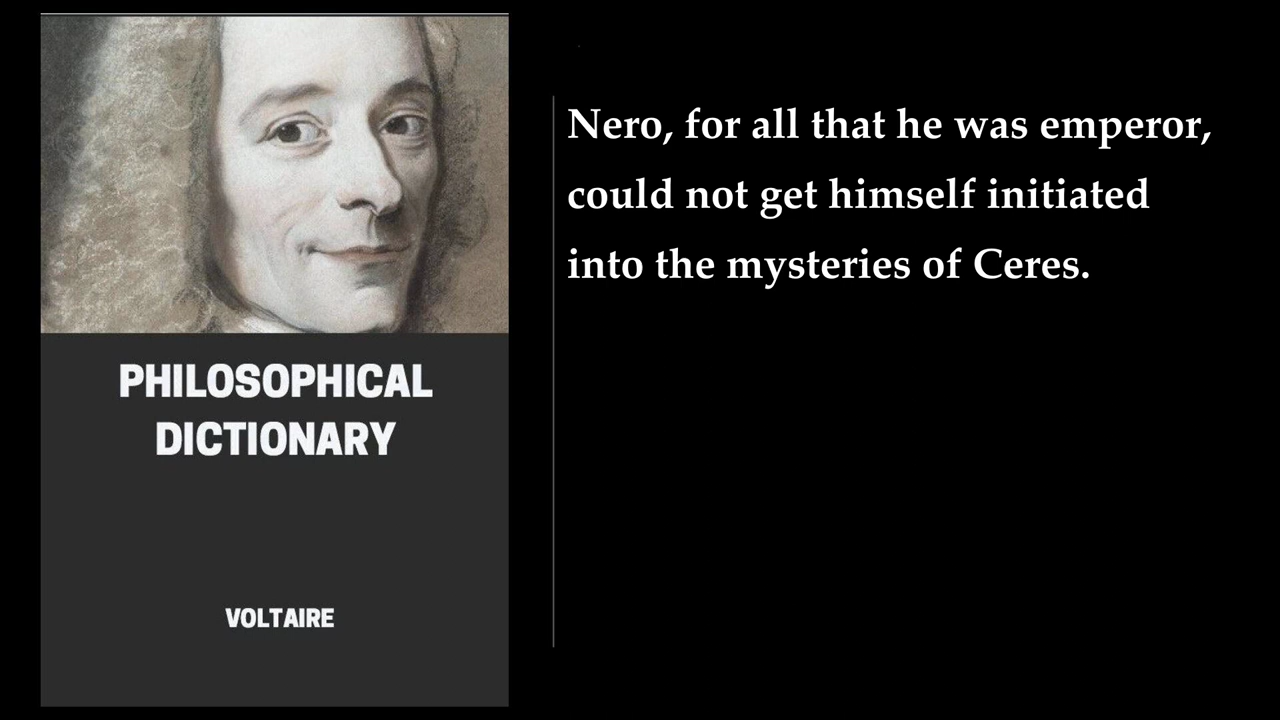 PHILOSOPHICAL
DICTIONARY
VOLTAIRE
Nero, for all that he was emperor,
could not get himself initiated
into the mysteries of Ceres.